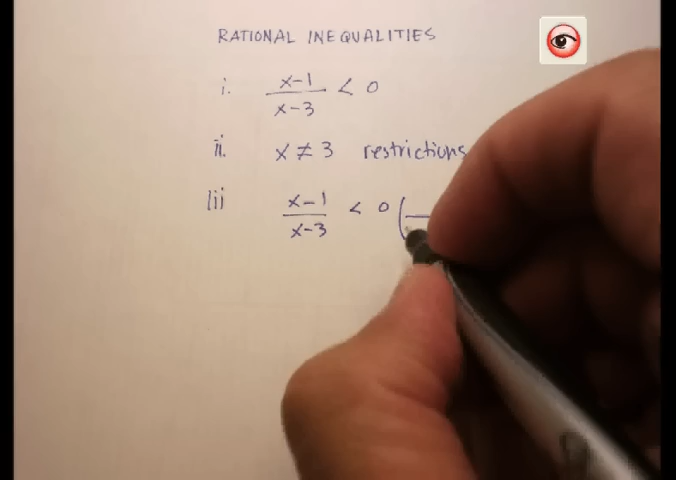 RATIONAL INEQUALITIES
i. x-1/x-3 < 0
ii. x ≠ 3 restrictions
iii x-1/x-3 < 0 (